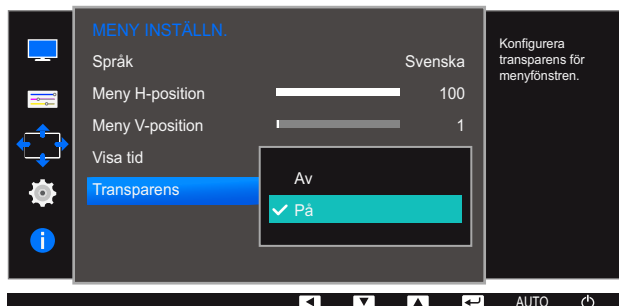 MENY INSTÄLLN.
Språk Svenska
Meny H-position 100
Meny V-position 1
Visa tid
Transparens
Av
På
Konfigurera
transparens för
menyfönstren.
AUTO